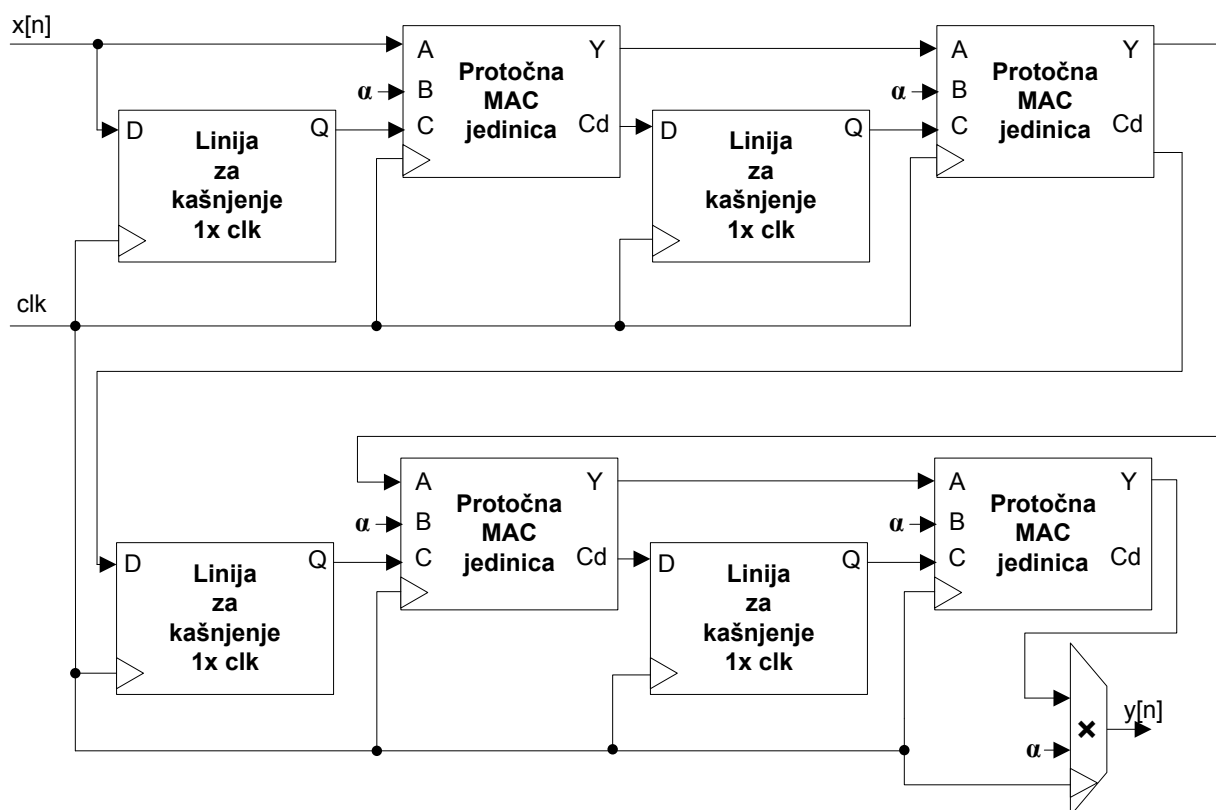 x[n]
A
Y
Protočna
MAC
jedinica
α
B
C
Cd
D
Q
Linija
za
kašnjenje
1x clk
D
Q
Linija
za
kašnjenje
1x clk
A
Y
Protočna
MAC
jedinica
α
B
C
Cd
clk
D
Q
Linija
za
kašnjenje
1x clk
A
Y
Protočna
MAC
jedinica
α
B
C
Cd
D
Q
Linija
za
kašnjenje
1x clk
A
Y
Protočna
MAC
jedinica
α
B
C
Cd
α
×
y[n]